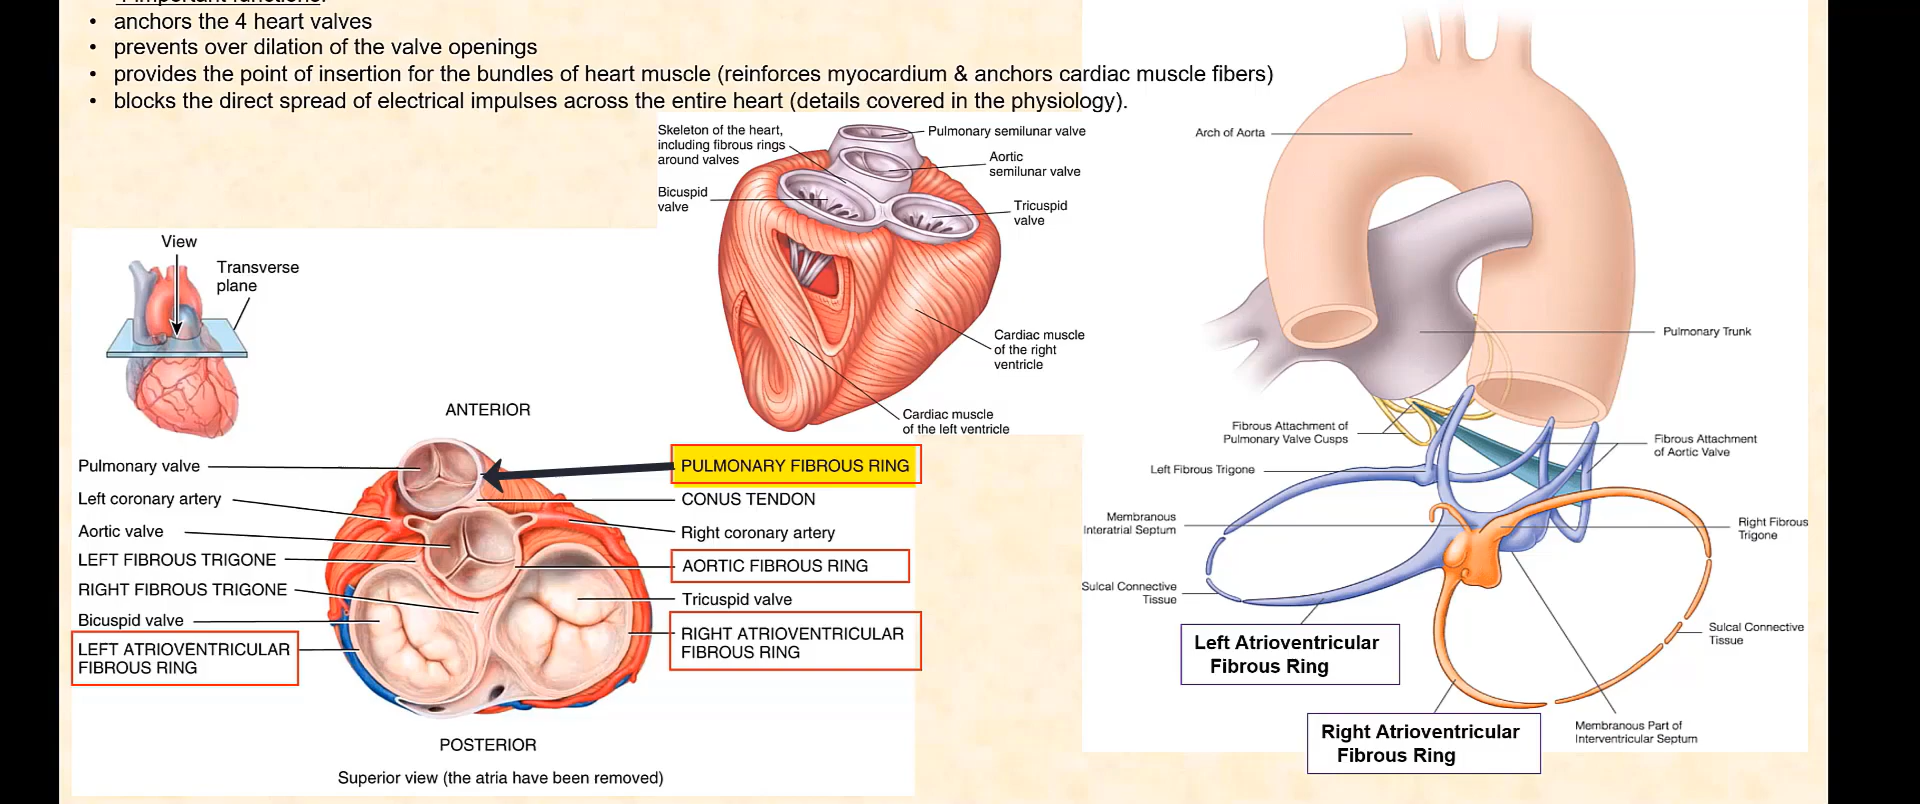 4 important functions:
• anchors the 4 heart valves
• prevents over dilation of the valve openings
• provides the point of insertion for the bundles of heart muscle (reinforces myocardium & anchors cardiac muscle fibers)
• blocks the direct spread of electrical impulses across the entire heart (details covered in the physiology).
Skeleton of the heart,
including fibrous rings
around valves
Bicuspid
valve
Pulmonary semilunar valve
Aortic
semilunar valve
Tricuspid
valve
Cardiac muscle
of the right
ventricle
Cardiac muscle
of the left ventricle
View
Transverse
plane
ANTERIOR
Pulmonary valve
Left coronary artery
Aortic valve
LEFT FIBROUS TRIGONE
RIGHT FIBROUS TRIGONE
Bicuspid valve
LEFT ATRIOVENTRICULAR
FIBROUS RING
PULMONARY FIBROUS RING
CONUS TENDON
Right coronary artery
AORTIC FIBROUS RING
Tricuspid valve
RIGHT ATRIOVENTRICULAR
FIBROUS RING
POSTERIOR
Superior view (the atria have been removed)
Arch of Aorta
Pulmonary Trunk
Fibrous Attachment of
Pulmonary Valve Cusps
Left Fibrous Trigone
Membranous
Interatrial Septum
Sulcal Connective
Tissue
Fibrous Attachment
of Aortic Valve
Right Fibrous
Trigone
Sulcal Connective
Tissue
Left Atrioventricular
Fibrous Ring
Right Atrioventricular
Fibrous Ring
Membranous Part of
Interventricular Septum